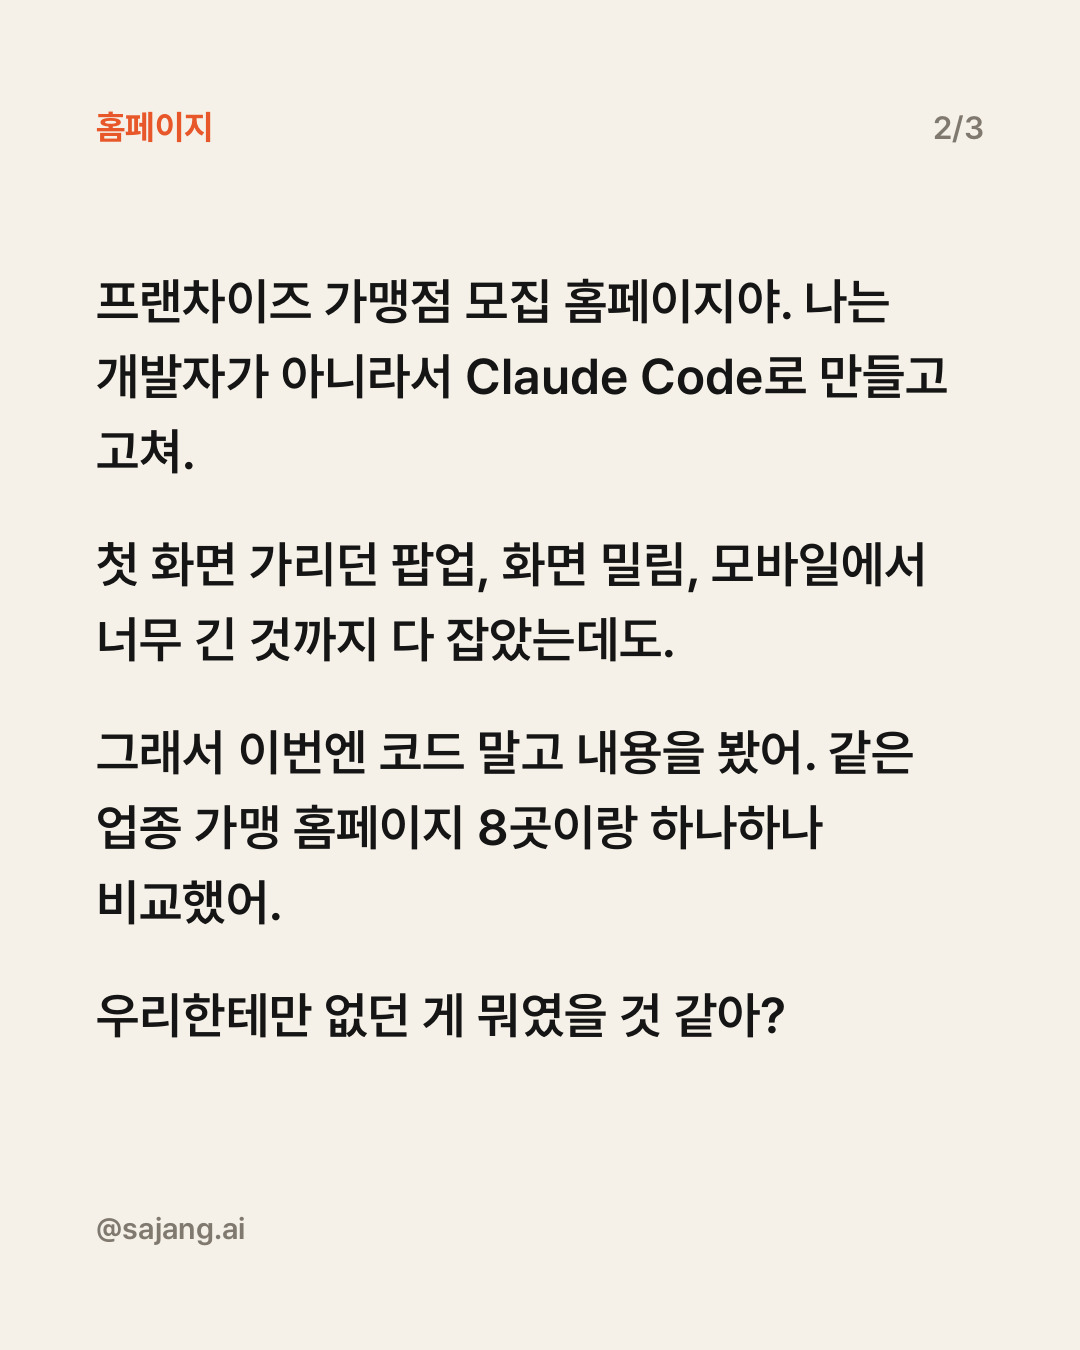 홈페이지
2/3
프랜차이즈 가맹점 모집 홈페이지야. 나는
개발자가 아니라서 Claude Code로 만들고
고쳐.
첫 화면 가리던 팝업, 화면 밀림, 모바일에서
너무 긴 것까지 다 잡았는데도.
그래서 이번엔 코드 말고 내용을 봤어. 같은
업종 가맹 홈페이지 8곳이랑 하나하나
비교했어.
우리한테만 없던 게 뭐였을 것 같아?
@sajang.ai